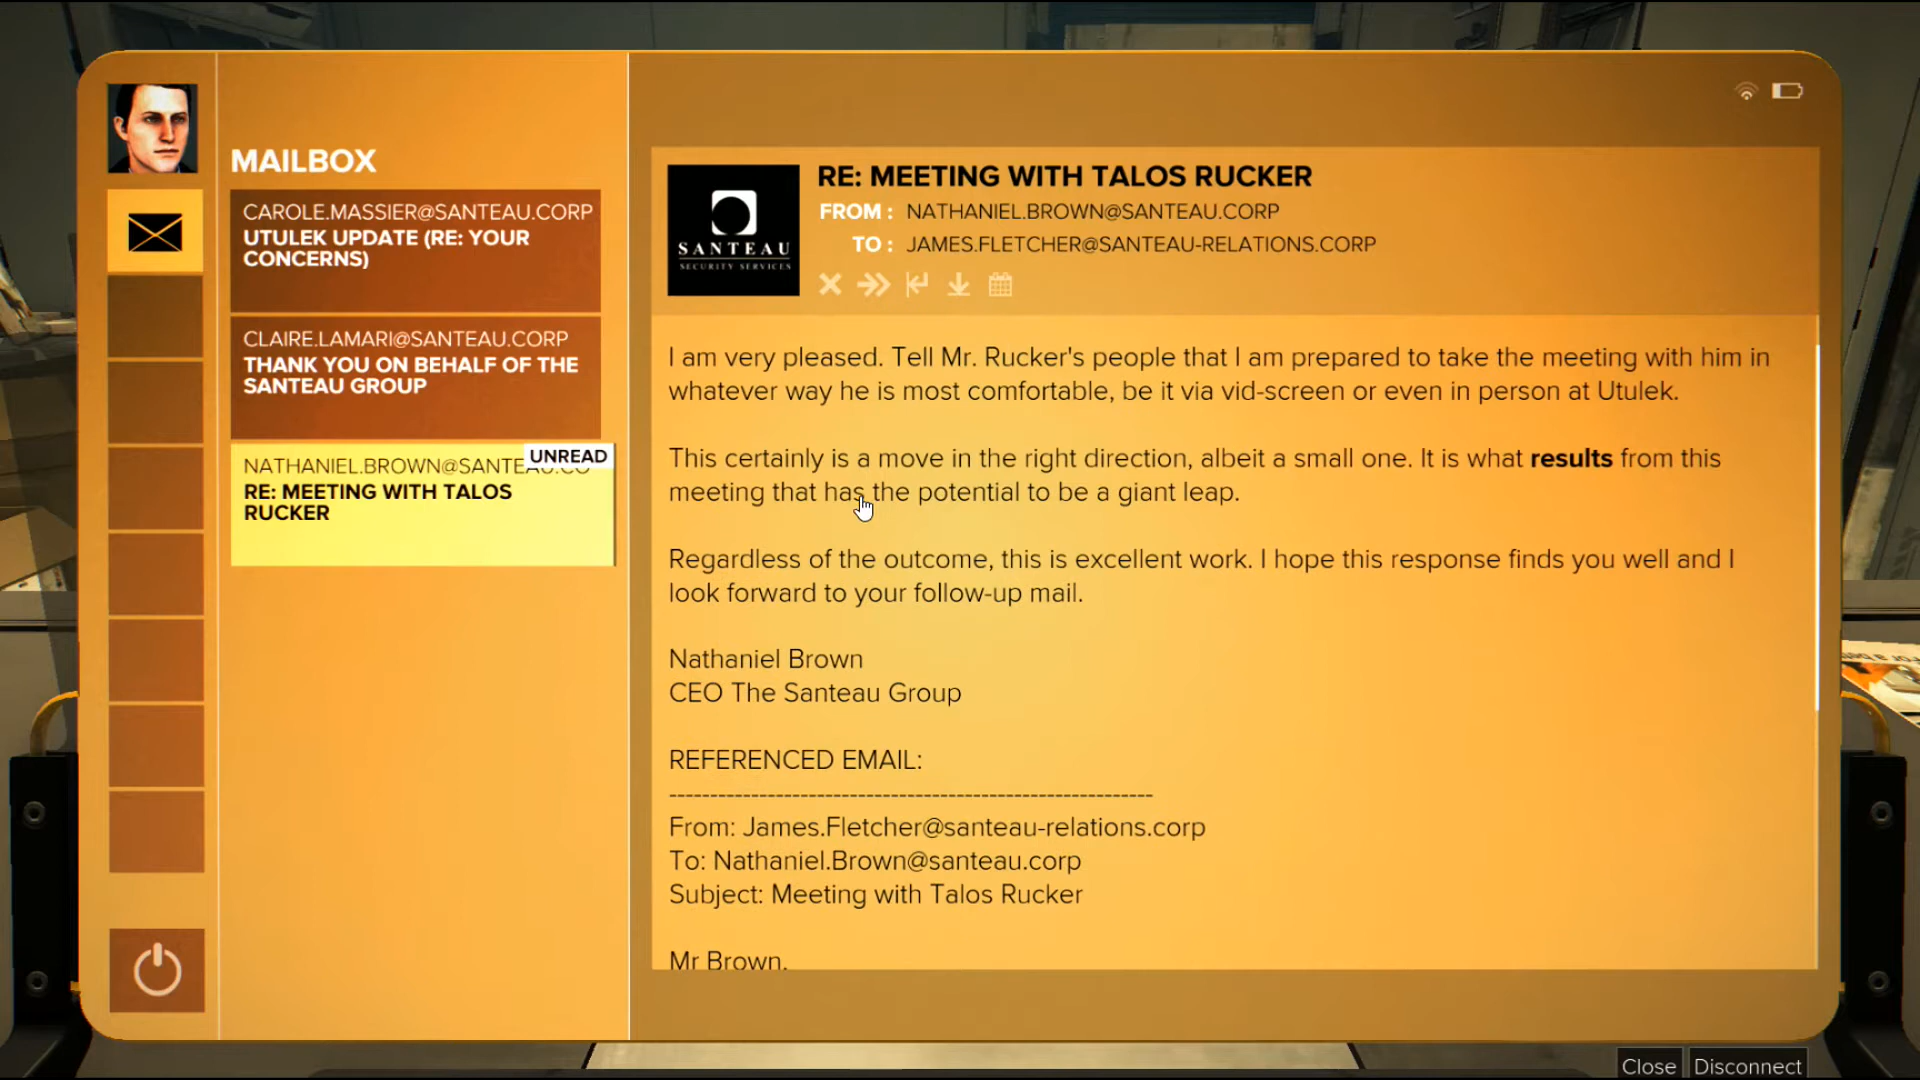 MAILBOX
CAROLE.MASSIER@SANTEAU.CORP
UTULEK UPDATE (RE: YOUR
CONCERNS)
CLAIRE.LAMARI@SANTEAU.CORP
THANK YOU ON BEHALF OF THE
SANTEAU GROUP
UNREAD
NATHANIEL.BROWN@SANTEAU.CO
RE: MEETING WITH TALOS
RUCKER
SANTEAU
SECURITY SERVICES
RE: MEETING WITH TALOS RUCKER
FROM : NATHANIEL.BROWN@SANTEAU.CORP
TO : JAMES.FLETCHER@SANTEAU-RELATIONS.CORP
I am very pleased. Tell Mr. Rucker's people that I am prepared to take the meeting with him in
whatever way he is most comfortable, be it via vid-screen or even in person at Utulek.
This certainly is a move in the right direction, albeit a small one. It is what results from this
meeting that has the potential to be a giant leap.
Regardless of the outcome, this is excellent work. I hope this response finds you well and I
look forward to your follow-up mail.
Nathaniel Brown
CEO The Santeau Group
REFERENCED EMAIL:
-----------------------------------------------------------
From: James.Fletcher@santeau-relations.corp
To: Nathaniel.Brown@santeau.corp
Subject: Meeting with Talos Rucker
Mr Brown,
Close
Disconnect